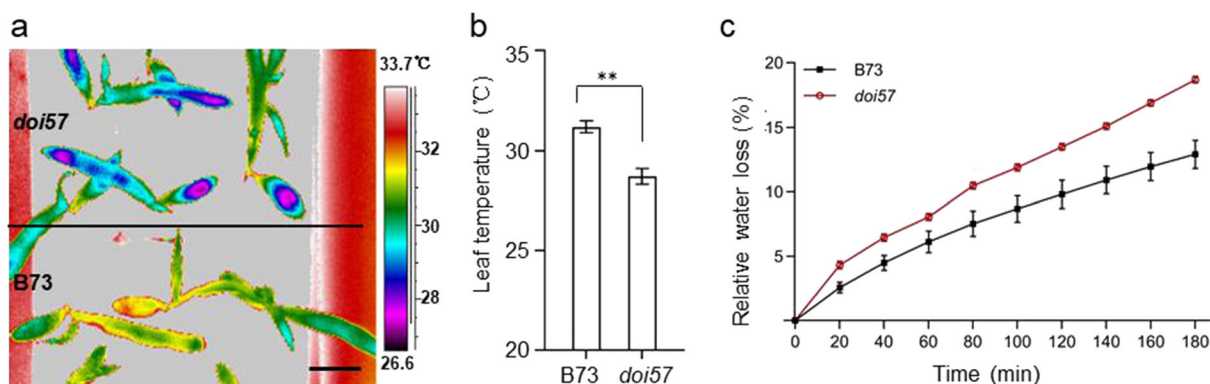 a
33.7℃
doi57
32
30
B73
28
26.6
b
Leaf temperature (℃)
35
**
30
25
20
B73
doi57
c
Relative water loss (%)
20
B73
doi57
15
10
5
0 20 40 60 80 100 120 140 160 180
Time (min)